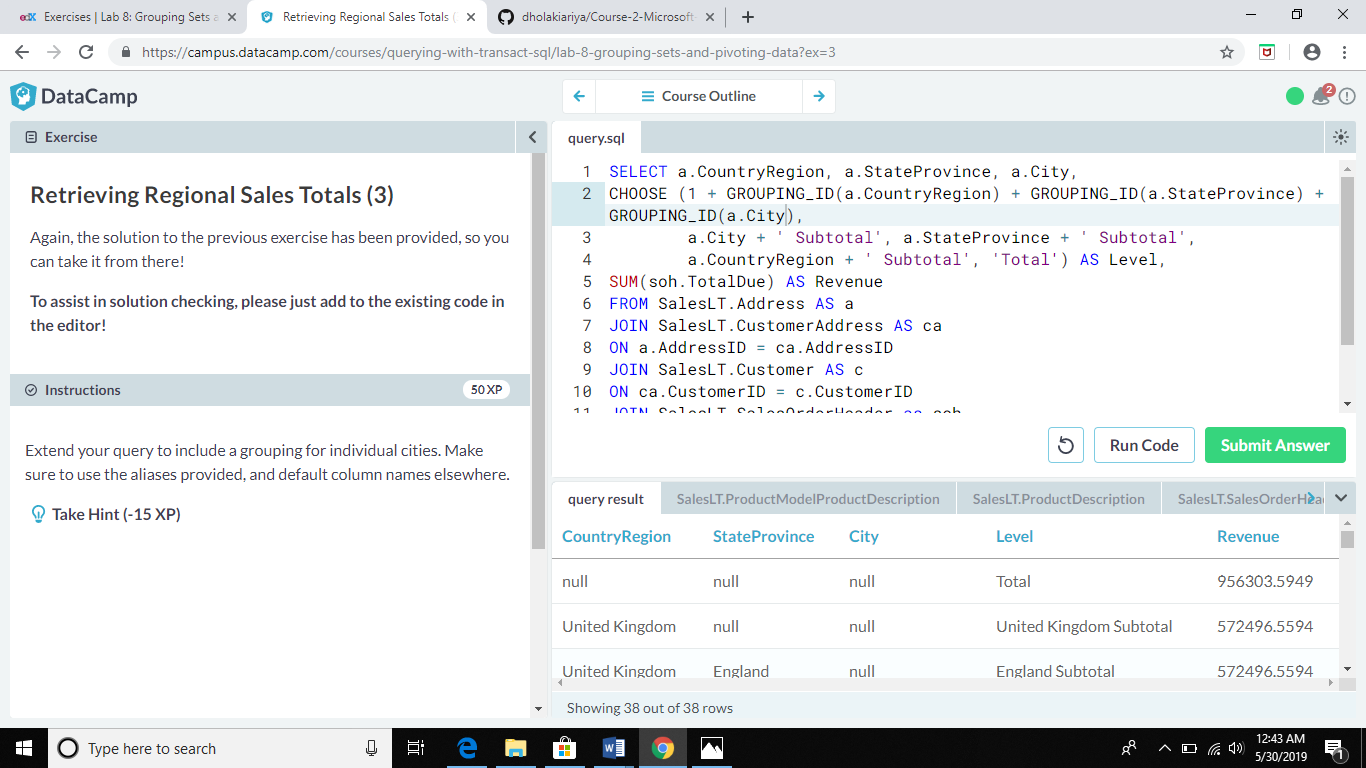 edX Exercises | Lab 8: Grouping Sets a
Retrieving Regional Sales Totals (
dholakiariya/Course-2-Microsoft-
https://campus.datacamp.com/courses/querying-with-transact-sql/lab-8-grouping-sets-and-pivoting-data?ex=3
DataCamp
Course Outline
2
Exercise
query.sql
Retrieving Regional Sales Totals (3)
Again, the solution to the previous exercise has been provided, so you
can take it from there!
To assist in solution checking, please just add to the existing code in
the editor!
Instructions
50 XP
Extend your query to include a grouping for individual cities. Make
sure to use the aliases provided, and default column names elsewhere.
Take Hint (-15 XP)
1 SELECT a.CountryRegion, a.StateProvince, a.City,
2 CHOOSE (1 + GROUPING_ID(a.CountryRegion) + GROUPING_ID(a.StateProvince) +
GROUPING_ID(a.City),
3 a.City + ' Subtotal', a.StateProvince + ' Subtotal',
4 a.CountryRegion + ' Subtotal', 'Total') AS Level,
5 SUM(soh.TotalDue) AS Revenue
6 FROM SalesLT.Address AS a
7 JOIN SalesLT.CustomerAddress AS ca
8 ON a.AddressID = ca.AddressID
9 JOIN SalesLT.Customer AS c
10 ON ca.CustomerID = c.CustomerID
11 JOIN SalesLT.SalesOrderHeader as soh
Run Code
Submit Answer
query result
SalesLT.ProductModelProductDescription
SalesLT.ProductDescription
SalesLT.SalesOrderHea
CountryRegion StateProvince City Level Revenue
null null null Total 956303.5949
United Kingdom null null United Kingdom Subtotal 572496.5594
United Kingdom England null England Subtotal 572496.5594
Showing 38 out of 38 rows
Type here to search
12:43 AM
5/30/2019
1